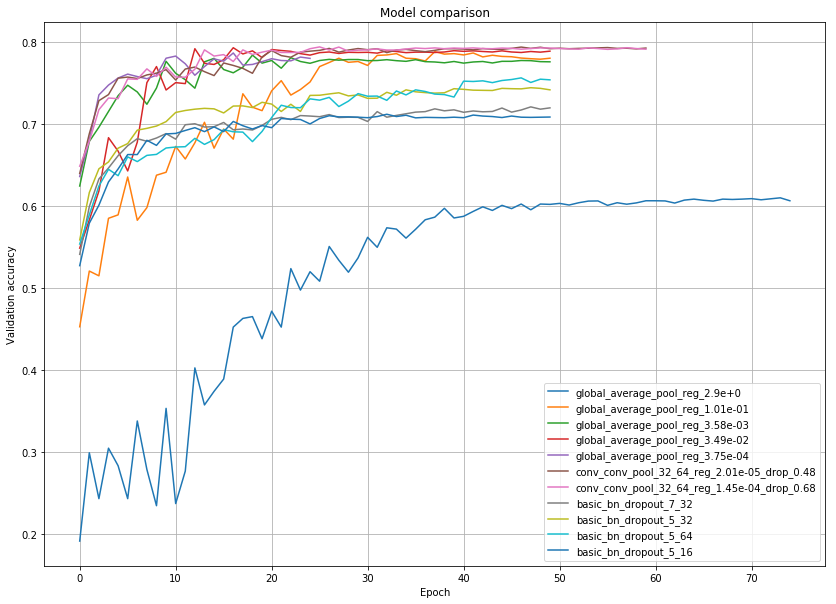 Model comparison
0.8
0.7
0.6
0.5
0.4
0.3
0.2
Validation accuracy
0 10 20 30 40 50 60 70
Epoch
global_average_pool_reg_2.9e+0
global_average_pool_reg_1.01e-01
global_average_pool_reg_3.58e-03
global_average_pool_reg_3.49e-02
global_average_pool_reg_3.75e-04
conv_conv_pool_32_64_reg_2.01e-05_drop_0.48
conv_conv_pool_32_64_reg_1.45e-04_drop_0.68
basic_bn_dropout_7_32
basic_bn_dropout_5_32
basic_bn_dropout_5_64
basic_bn_dropout_5_16